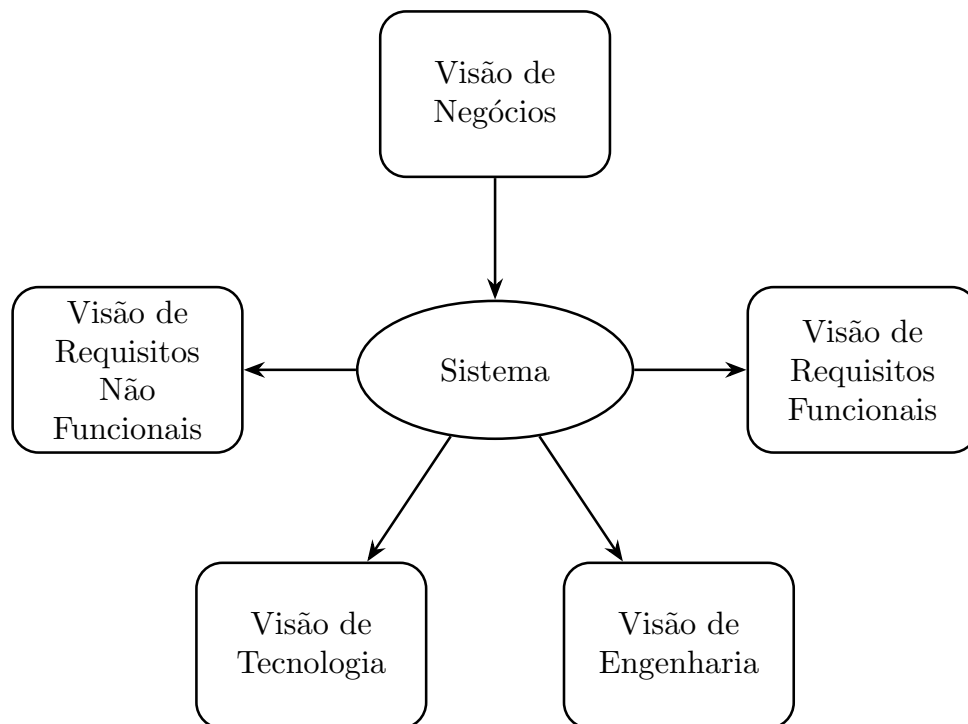 Visão de
Negócios
Visão de
Requisitos
Não
Funcionais
Sistema
Visão de
Requisitos
Funcionais
Visão de
Tecnologia
Visão de
Engenharia